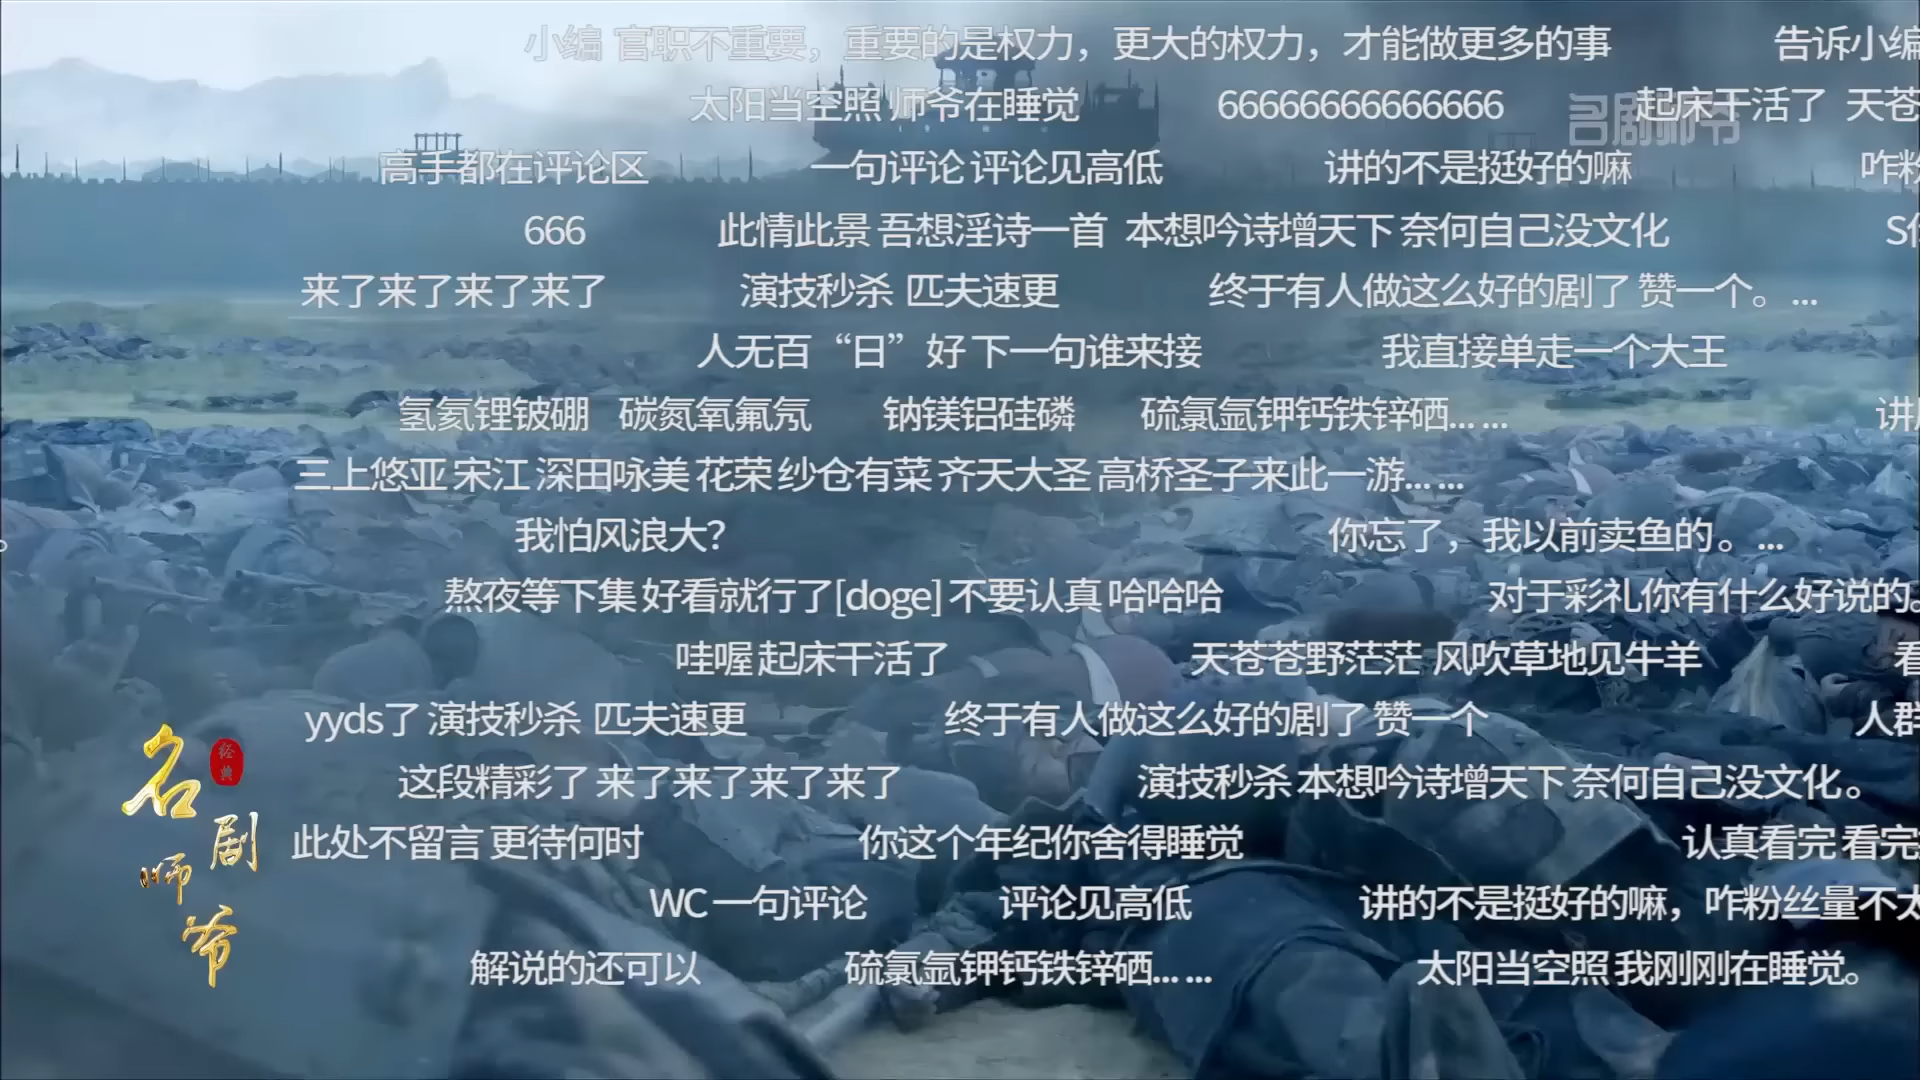 小编 官职不重要，重要的是权力，更大的权力，才能做更多的事 告诉小编
太阳当空照 师爷在睡觉 66666666666666 起床干活了 天苍
名剧师爷
高手都在评论区 一句评论 评论见高低 讲的不是挺好的嘛 咋粉
666 此情此景 吾想淫诗一首 本想吟诗增天下 奈何自己没文化 S
来了来了来了来了 演技秒杀 匹夫速更 终于有人做这么好的剧了 赞一个。...
人无百“日”好 下一句谁来接 我直接单走一个大王
氢氦锂铍硼 碳氮氧氟氖 钠镁铝硅磷 硫氯氩钾钙铁锌硒... ... 讲
三上悠亚 宋江 深田咏美 花荣 纱仓有菜 齐天大圣 高桥圣子来此一游... ...
。 我怕风浪大？ 你忘了，我以前卖鱼的。...
熬夜等下集 好看就行了[doge] 不要认真 哈哈哈 对于彩礼你有什么好说的。
哇喔 起床干活了 天苍苍野茫茫 风吹草地见牛羊 看
yyds了 演技秒杀 匹夫速更 终于有人做这么好的剧了 赞一个 人群
这段精彩了 来了来了来了来了 演技秒杀 本想吟诗增天下 奈何自己没文化。
此处不留言 更待何时 你这个年纪你舍得睡觉 认真看完 看完
WC 一句评论 评论见高低 讲的不是挺好的嘛，咋粉丝量不太
解说的还可以 硫氯氩钾钙铁锌硒... ... 太阳当空照 我刚刚在睡觉。
名剧师爷
经典